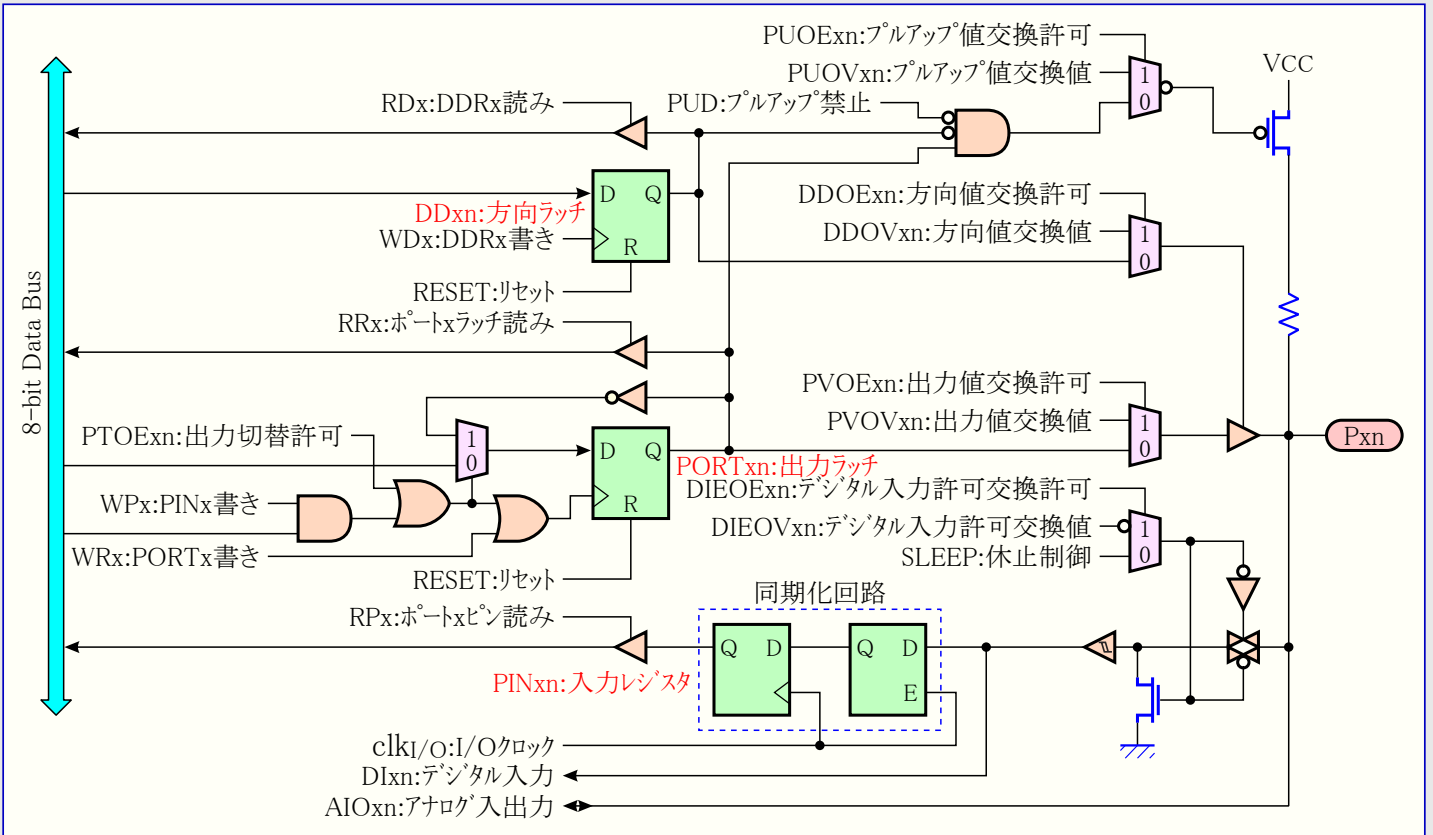 PUOExn:プルアップ値交換許可
PUOVxn:プルアップ値交換値
VCC
1
0
RDx:DDRx読み
PUD:プルアップ禁止
D
Q
R
DDxn:方向ラッチ
WDx:DDRx書き
RESET:リセット
DDOExn:方向値交換許可
DDOVxn:方向値交換値
1
0
8-bit Data Bus
RRx:ポートxラッチ読み
PVOExn:出力値交換許可
PVOVxn:出力値交換値
1
0
Pxn
PTOExn:出力切替許可
1
0
D
Q
R
PORTxn:出力ラッチ
WPx:PINx書き
WRx:PORTx書き
RESET:リセット
DIEOExn:デジタル入力許可交換許可
DIEOVxn:デジタル入力許可交換値
SLEEP:休止制御
1
0
同期化回路
RPx:ポートxピン読み
Q
D
Q
D
E
PINxn:入力レジスタ
clkI/O:I/Oクロック
DIxn:デジタル入力
AIOxn:アナログ入出力